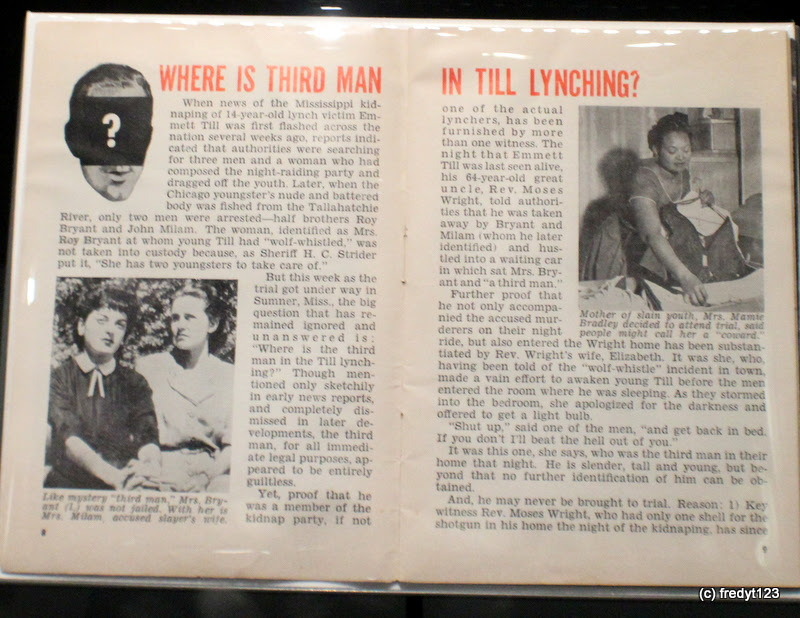 WHERE IS THIRD MAN
?
When news of the Mississippi kid-
naping of 14-year-old lynch victim Em-
mett Till was first flashed across the
nation several weeks ago, reports indi-
cated that authorities were searching
for three men and a woman who had
composed the night-raiding party and
dragged off the youth. Later, when the
Chicago youngster's nude and battered
body was fished from the Tallahatchie
River, only two men were arrested—half brothers Roy
Bryant and John Milam. The woman, identified as Mrs.
Roy Bryant at whom young Till had "wolf-whistled," was
not taken into custody because, as Sheriff H. C. Strider
put it, "She has two youngsters to take care of."
But this week as the
trial got under way in
Sumner, Miss., the big
question that has re-
mained ignored and
unanswered is:
"Where is the third
man in the Till lynch-
ing?" Though men-
tioned only sketchily
in early news reports,
and completely dis-
missed in later de-
velopments, the third
man, for all immedi-
ate legal purposes, ap-
peared to be entirely
guiltless.
Yet, proof that he
was a member of the
kidnap party, if not
Like mystery "third man," Mrs. Bry-
ant (l.) was not jailed. With her is
Mrs. Milam, accused slayer's wife.
8
IN TILL LYNCHING?
one of the actual
lynchers, has been
furnished by more
than one witness. The
night that Emmett
Till was last seen alive,
his 64-year-old great
uncle, Rev. Moses
Wright, told authori-
ties that he was taken
away by Bryant and
Milam (whom he later
identified) and hus-
tled into a waiting car
in which sat Mrs. Bry-
ant and "a third man."
Further proof that
he not only accompa-
nied the accused mur-
derers on their night
ride, but also entered the Wright home has been substan-
tiated by Rev. Wright's wife, Elizabeth. It was she, who,
having been told of the "wolf-whistle" incident in town,
made a vain effort to awaken young Till before the men
entered the room where he was sleeping. As they stormed
into the bedroom, she apologized for the darkness and
offered to get a light bulb.
"Shut up," said one of the men, "and get back in bed.
If you don't I'll beat the hell out of you."
It was this one, she says, who was the third man in their
home that night. He is slender, tall and young, but be-
yond that no further identification of him can be ob-
tained.
And, he may never be brought to trial. Reason: 1) Key
witness Rev. Moses Wright, who had only one shell for the
shotgun in his home the night of the kidnaping, has since
Mother of slain youth, Mrs. Mamie
Bradley decided to attend trial, said
people might call her a "coward."
9
(c) fredyt123